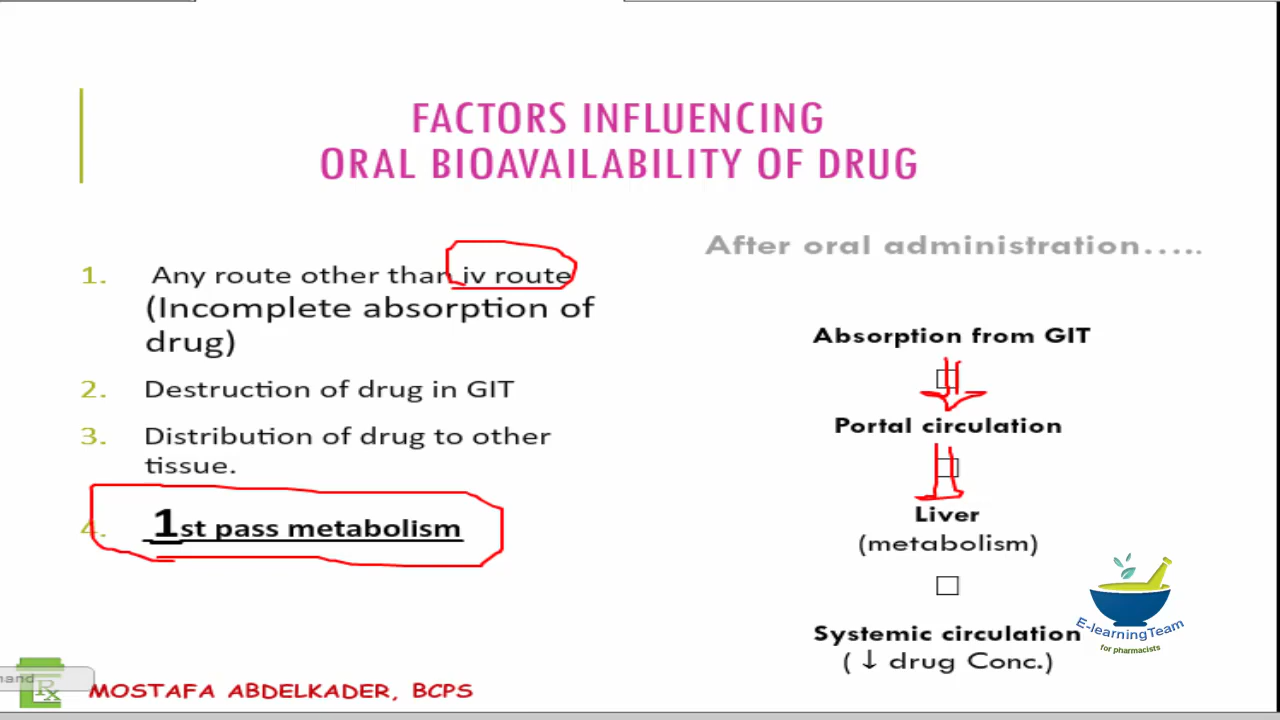 FACTORS INFLUENCING
ORAL BIOAVAILABILITY OF DRUG
1. Any route other than iv route
(Incomplete absorption of
drug)
2. Destruction of drug in GIT
3. Distribution of drug to other
tissue.
4. 1st pass metabolism
After oral administration.....
Absorption from GIT
Portal circulation
Liver
(metabolism)
Systemic circulation
( ↓ drug Conc.)
E-learningTeam
for pharmacists
Rx
MOSTAFA ABDELKADER, BCPS